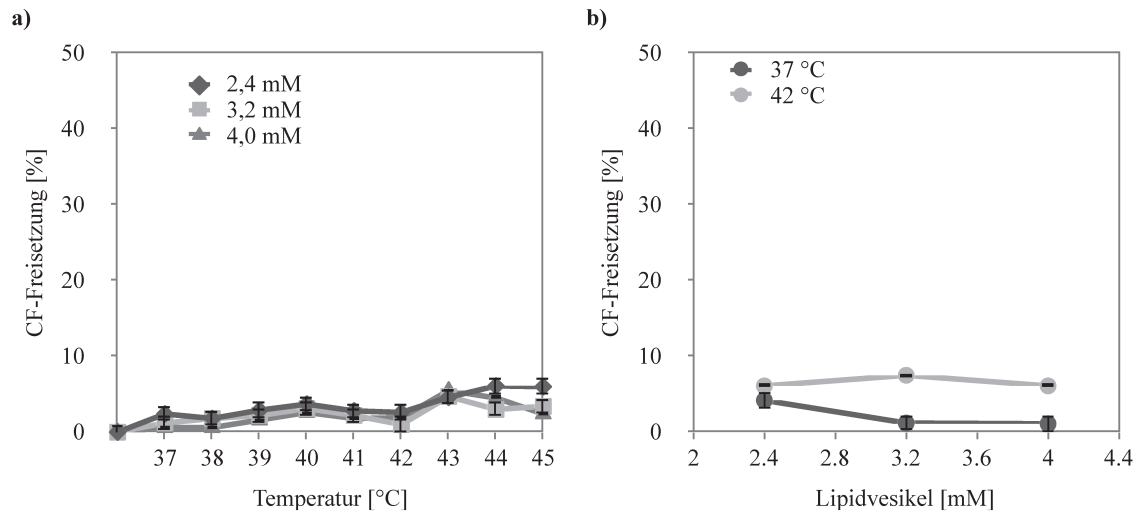 a)
50
40
30
20
10
0
CF-Freisetzung [%]
2,4 mM
3,2 mM
4,0 mM
37 38 39 40 41 42 43 44 45
Temperatur [°C]
b)
50
40
30
20
10
0
CF-Freisetzung [%]
37 °C
42 °C
2 2.4 2.8 3.2 3.6 4 4.4
Lipidvesikel [mM]